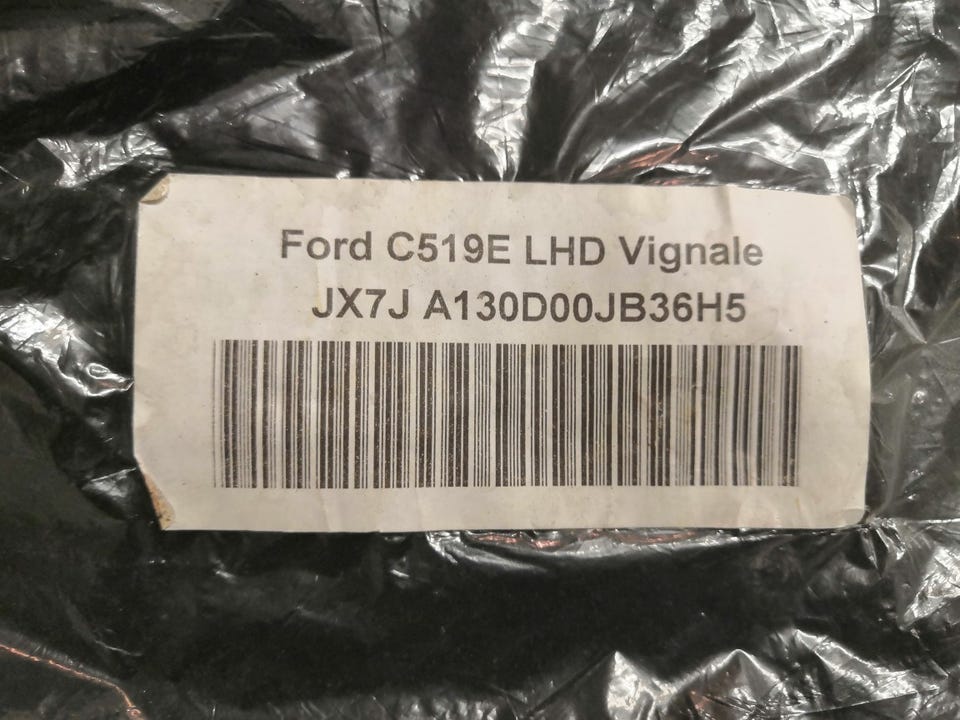 Ford C519E LHD Vignale
JX7J A130D00JB36H5